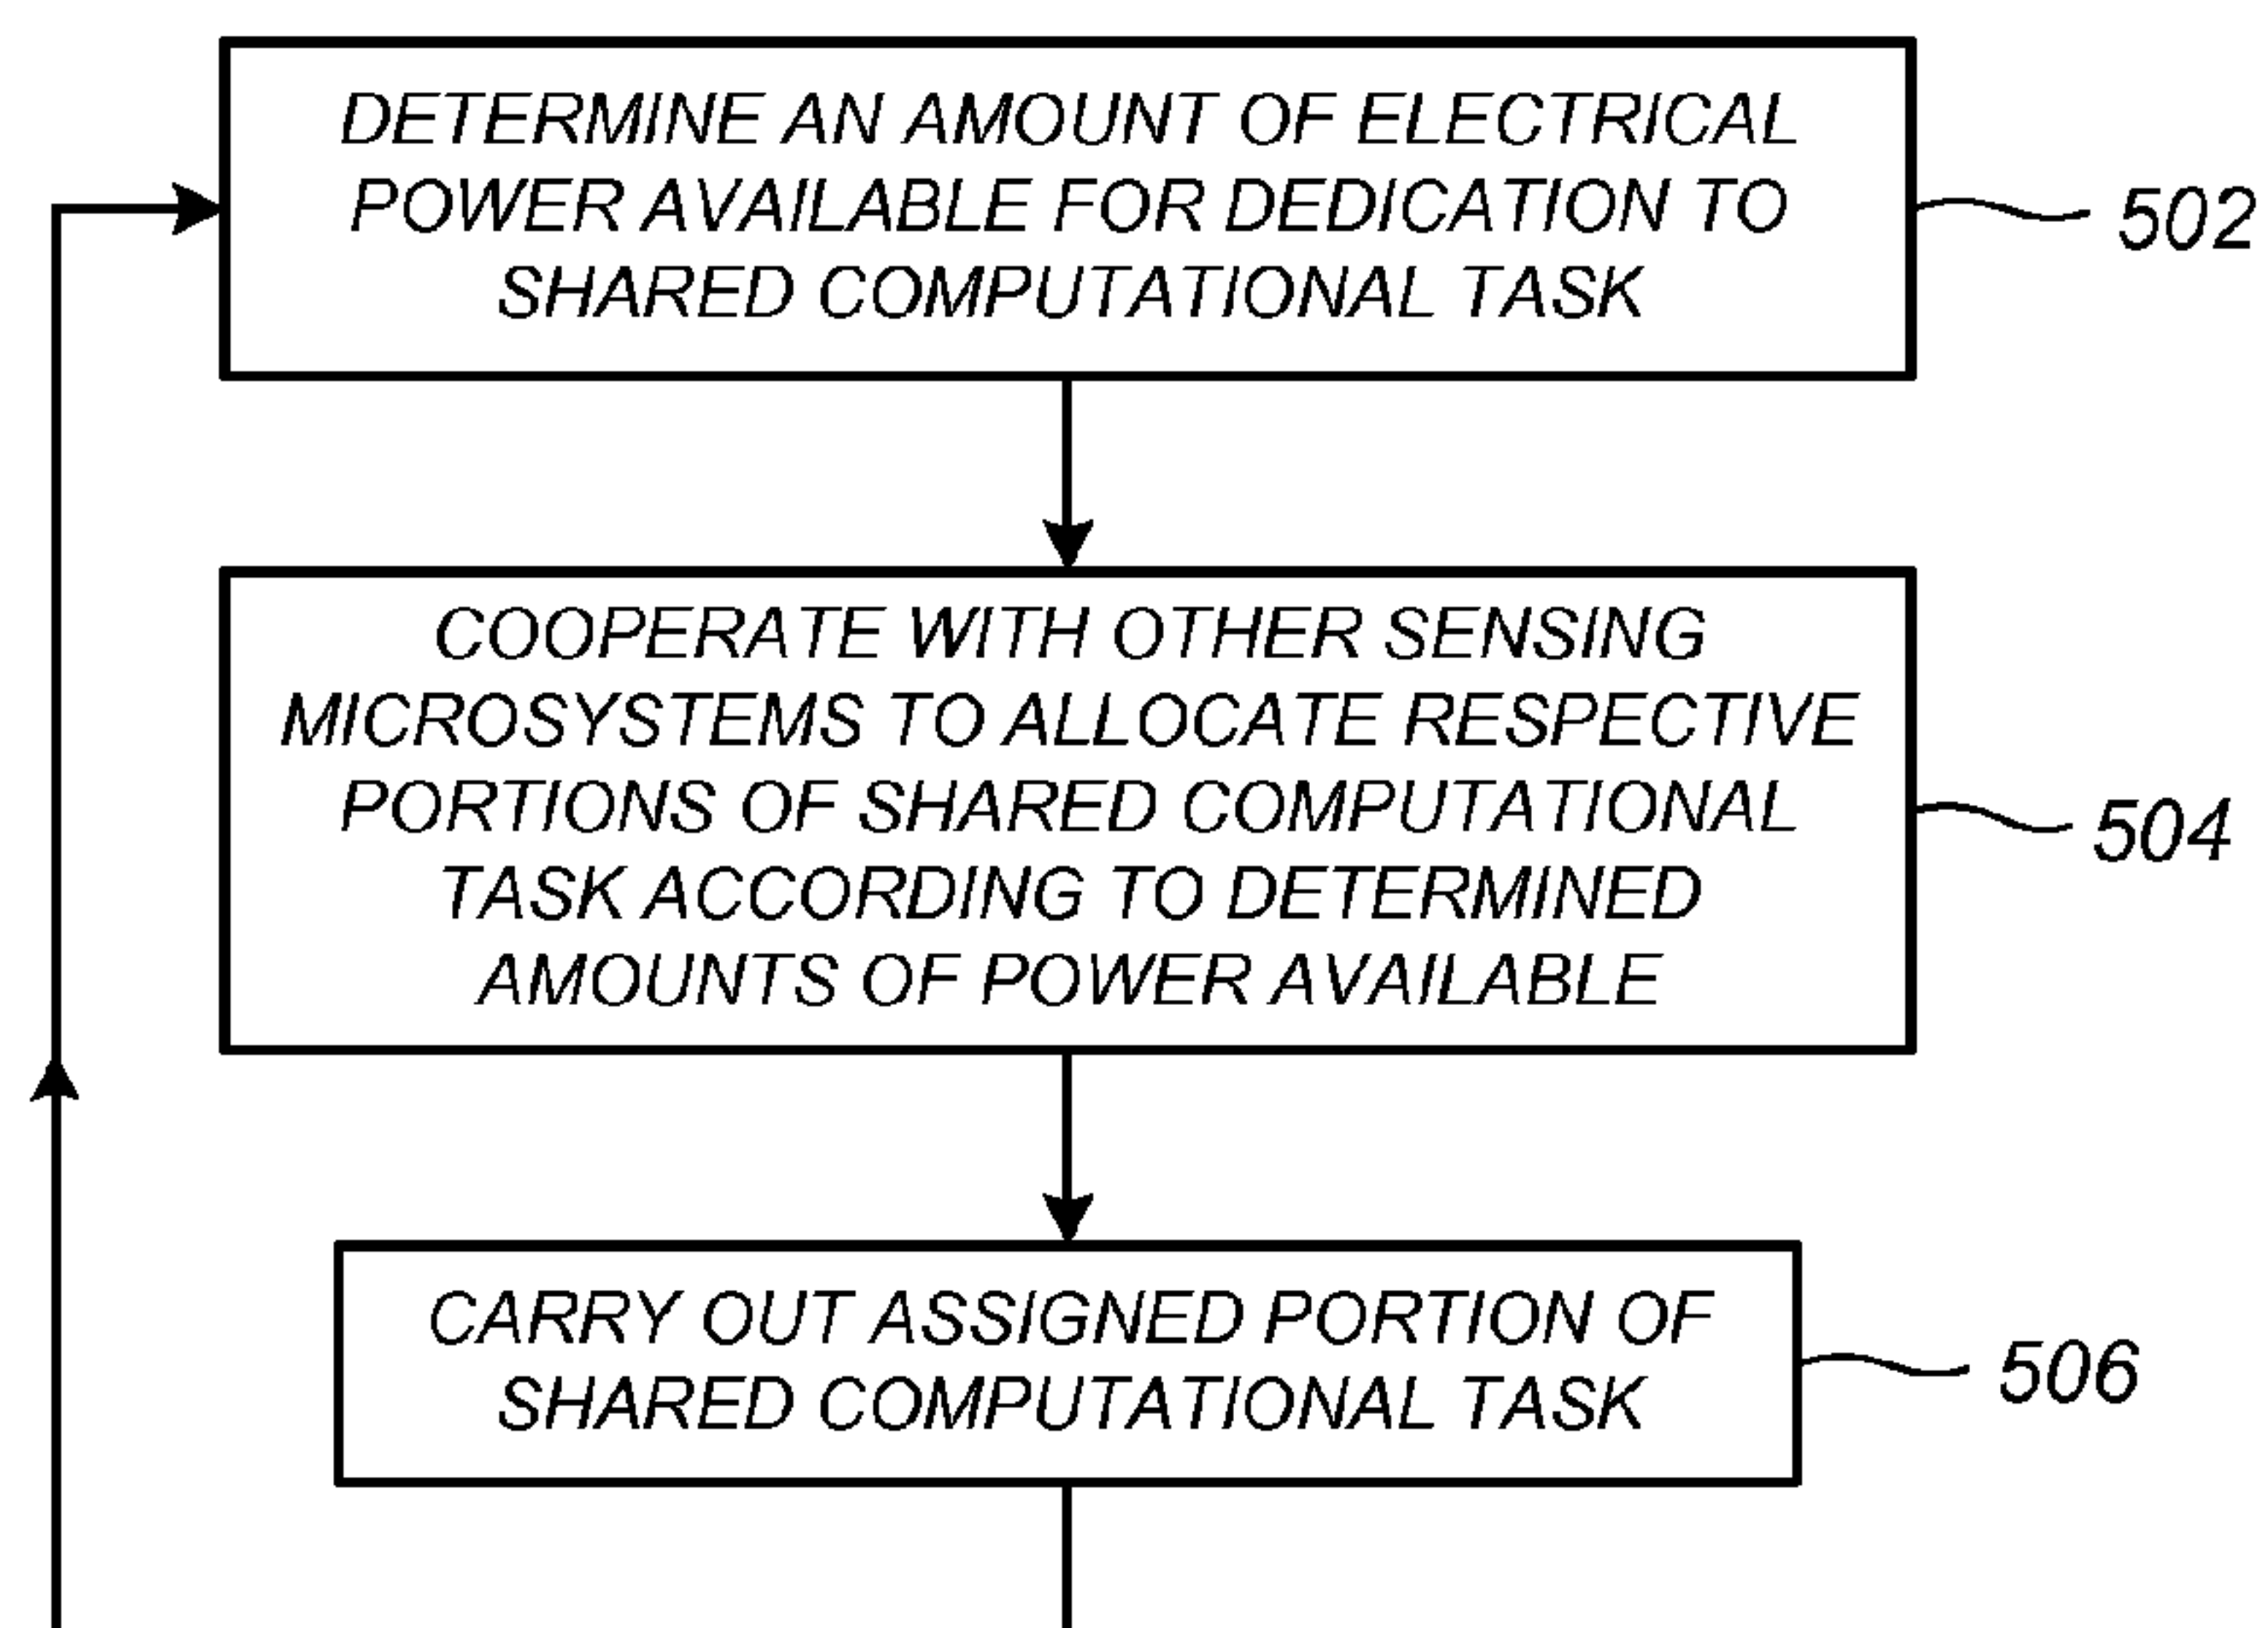 DETERMINE AN AMOUNT OF ELECTRICAL
POWER AVAILABLE FOR DEDICATION TO
SHARED COMPUTATIONAL TASK
502
COOPERATE WITH OTHER SENSING
MICROSYSTEMS TO ALLOCATE RESPECTIVE
PORTIONS OF SHARED COMPUTATIONAL
TASK ACCORDING TO DETERMINED
AMOUNTS OF POWER AVAILABLE
504
CARRY OUT ASSIGNED PORTION OF
SHARED COMPUTATIONAL TASK
506